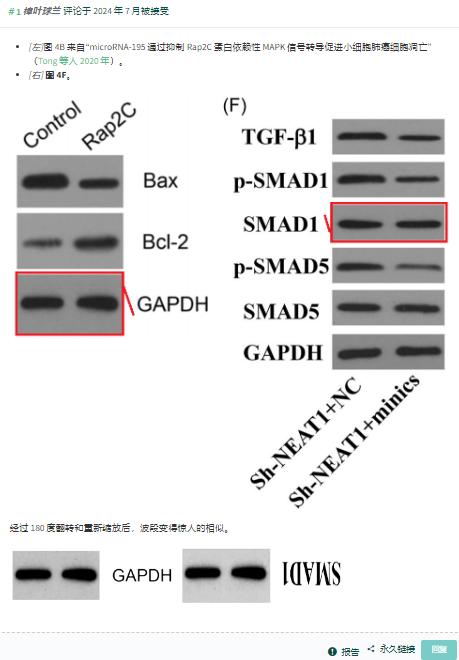 #1 樟叶球兰 评论于 2024 年 7 月被接受
[左]图 4B 来自“microRNA-195 通过抑制 Rap2C 蛋白依赖性 MAPK 信号转导促进小细胞肺癌细胞凋亡”
（Tong 等人 2020 年）。
[右] 图 4F。
Control
Rap2C
Bax
Bcl-2
GAPDH
(F)
TGF-β1
p-SMAD1
SMAD1
p-SMAD5
SMAD5
GAPDH
Sh-NEAT1+NC
Sh-NEAT1+minics
经过 180 度翻转和重新缩放后，波段变得惊人的相似。
GAPDH
SMAD1
报告
永久链接
回复